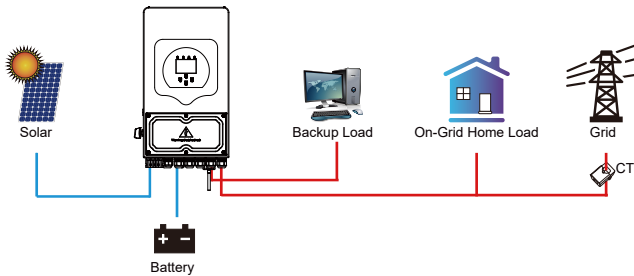 Solar
Backup Load
On-Grid Home Load
Grid
CT
Battery